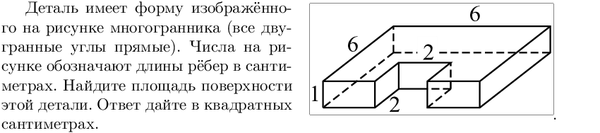 Деталь имеет форму изображённо-
го на рисунке многогранника (все дву-
гранные углы прямые). Числа на ри-
сунке обозначают длины рёбер в санти-
метрах. Найдите площадь поверхности
этой детали. Ответ дайте в квадратных
сантиметрах.
6
6
2
1
2
.